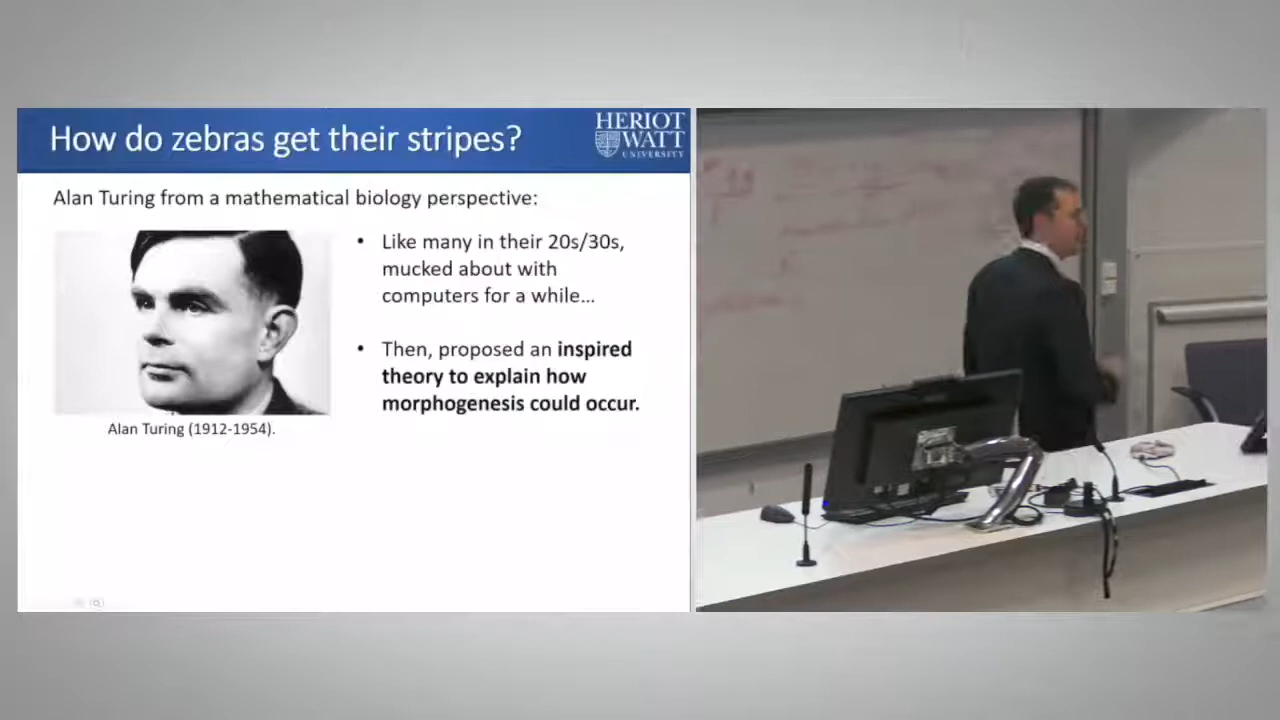 How do zebras get their stripes?
HERIOT
WATT
UNIVERSITY
Alan Turing from a mathematical biology perspective:
• Like many in their 20s/30s,
mucked about with
computers for a while…
• Then, proposed an inspired
theory to explain how
morphogenesis could occur.
Alan Turing (1912-1954).